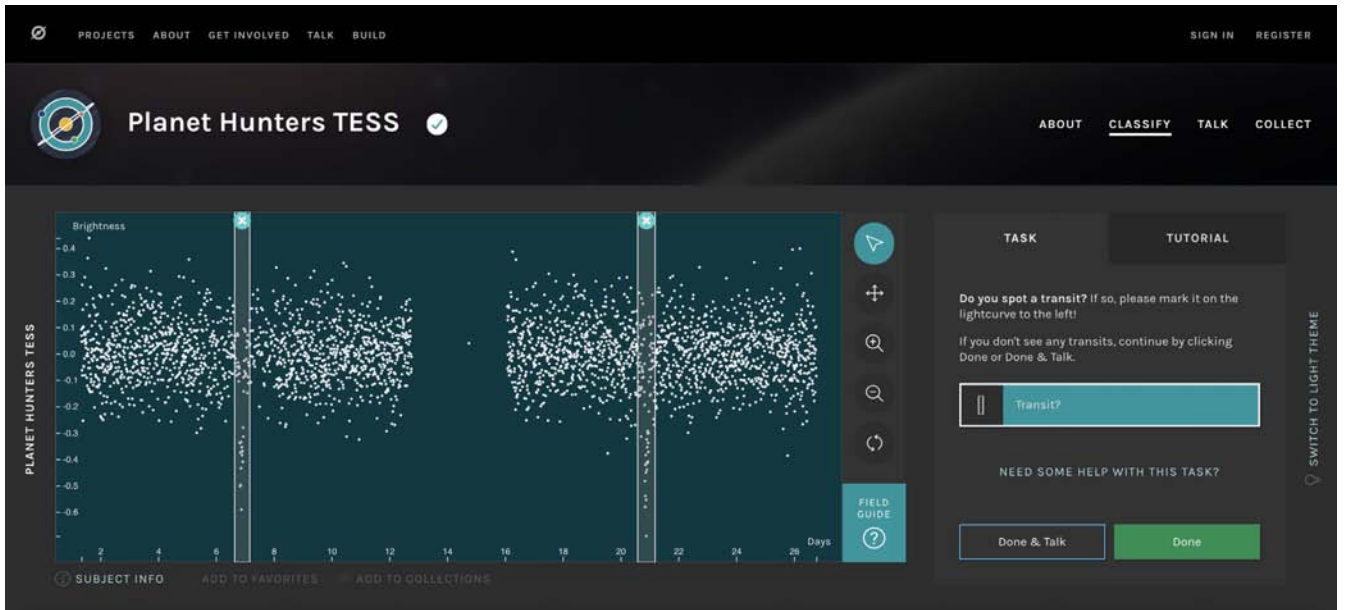 PROJECTS ABOUT GET INVOLVED TALK BUILD
SIGN IN REGISTER
Planet Hunters TESS
ABOUT CLASSIFY TALK COLLECT
PLANET HUNTERS TESS
Brightness
0.4
0.3
0.2
0.1
0.0
-0.1
-0.2
-0.3
-0.4
-0.5
-0.6
2 4 6 8 10 12 14 16 18 20 22 24 26
Days
FIELD
GUIDE
?
SUBJECT INFO ADD TO FAVORITES ADD TO COLLECTIONS
TASK TUTORIAL
Do you spot a transit? If so, please mark it on the
lightcurve to the left!
If you don't see any transits, continue by clicking
Done or Done & Talk.
Transit?
NEED SOME HELP WITH THIS TASK?
Done & Talk Done
SWITCH TO LIGHT THEME